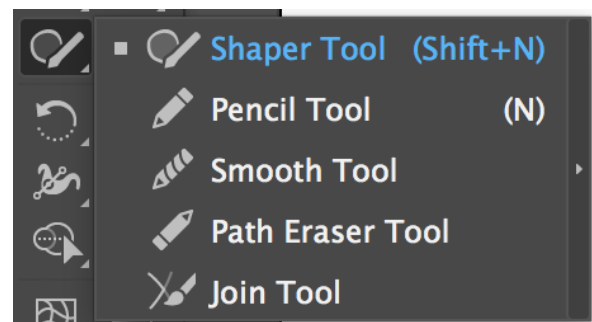 Shaper Tool (Shift+N)
Pencil Tool (N)
Smooth Tool
Path Eraser Tool
Join Tool